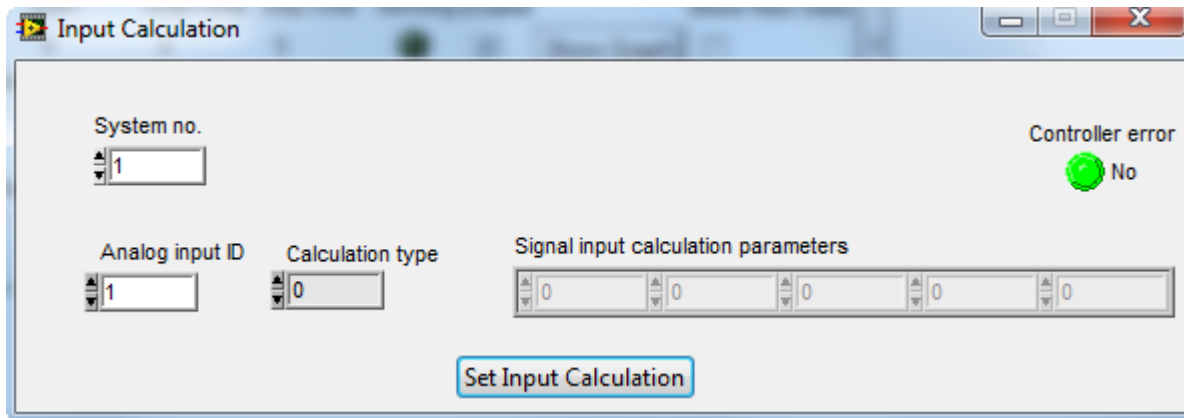 Input Calculation
System no.
1
Controller error
No
Analog input ID
1
Calculation type
0
Signal input calculation parameters
0 0 0 0 0
Set Input Calculation